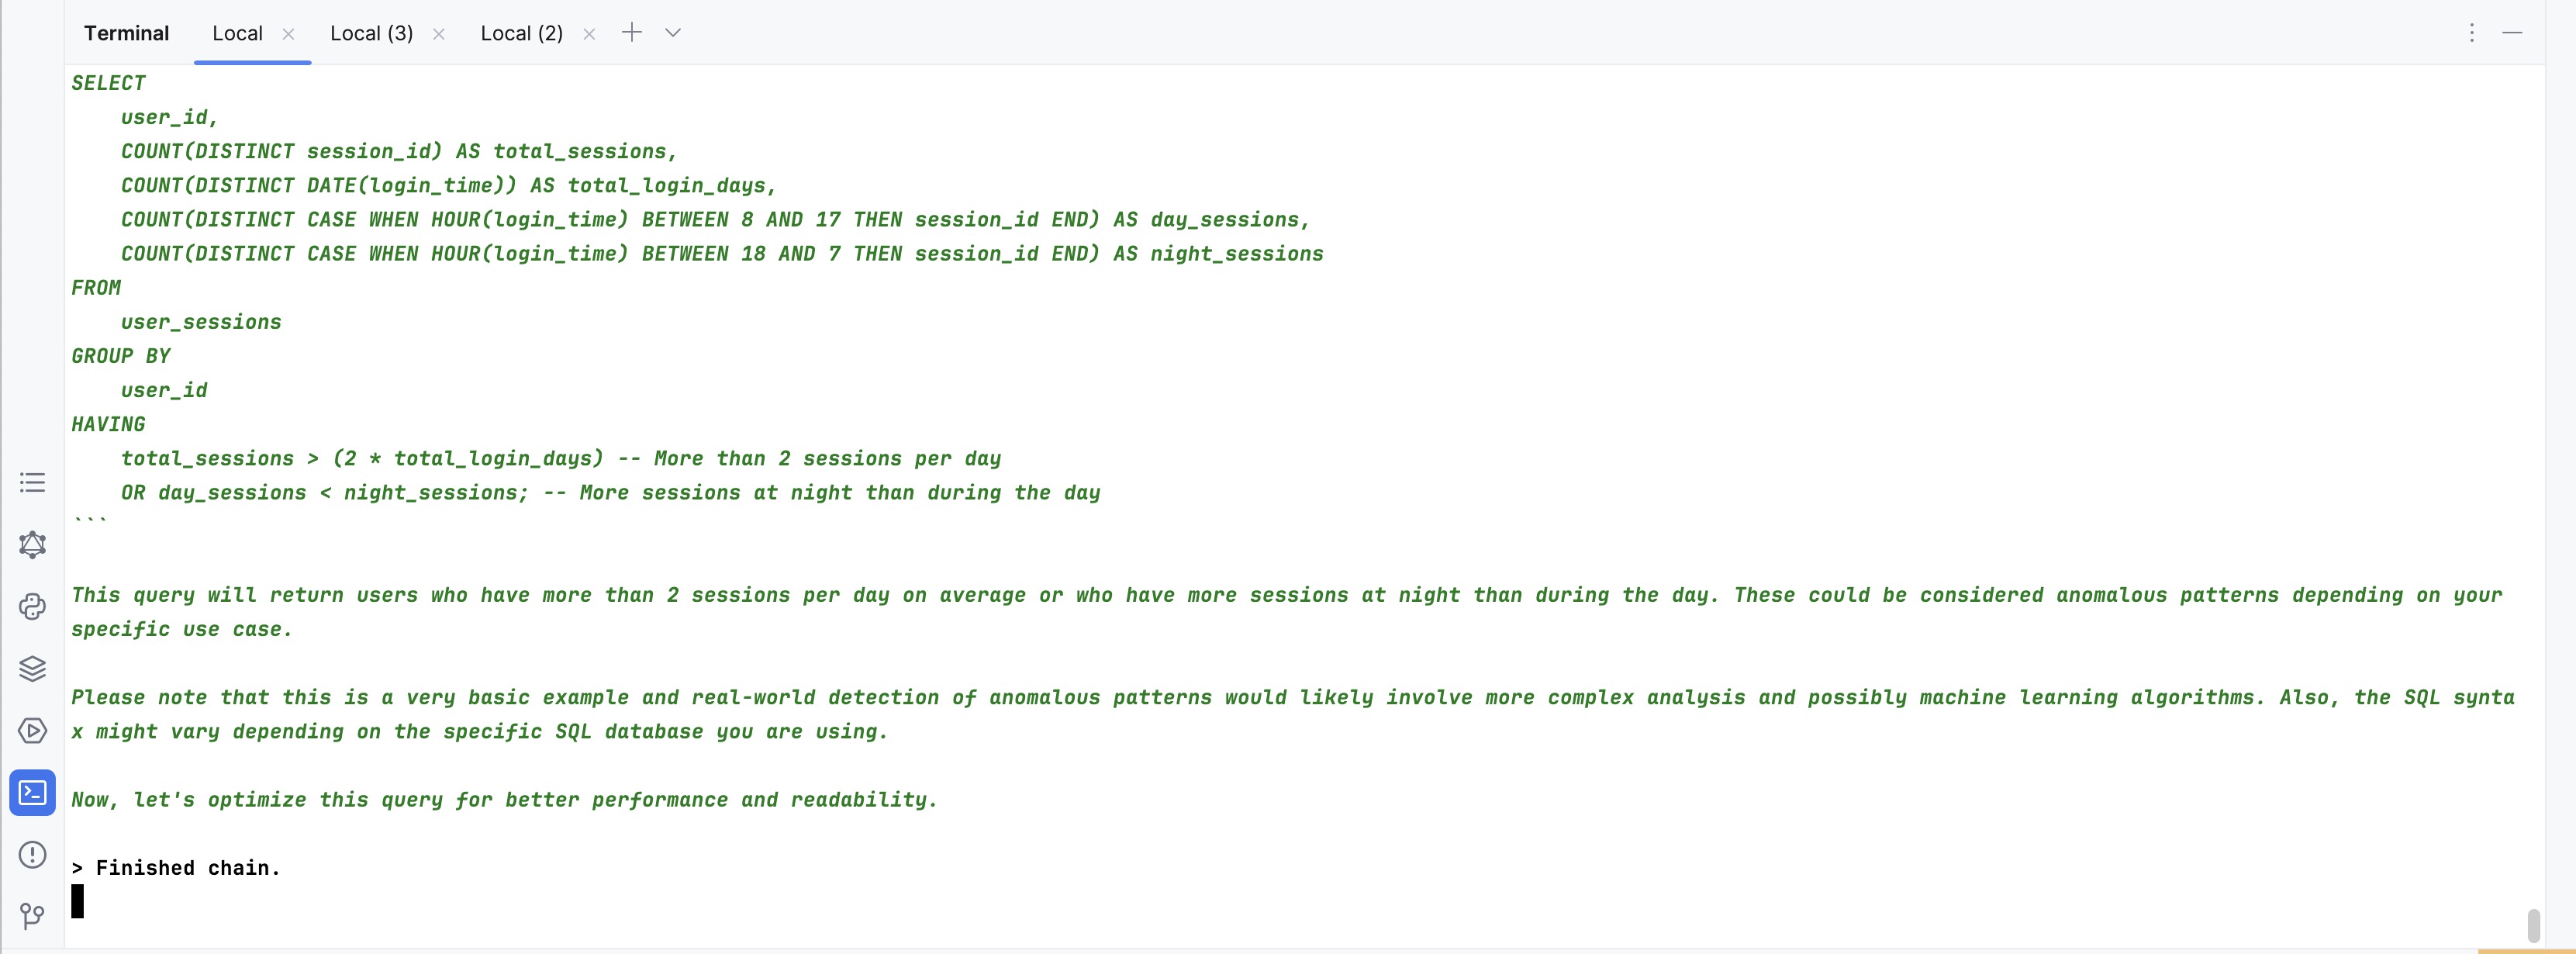 Terminal Local Local (3) Local (2)
SELECT
    user_id,
    COUNT(DISTINCT session_id) AS total_sessions,
    COUNT(DISTINCT DATE(login_time)) AS total_login_days,
    COUNT(DISTINCT CASE WHEN HOUR(login_time) BETWEEN 8 AND 17 THEN session_id END) AS day_sessions,
    COUNT(DISTINCT CASE WHEN HOUR(login_time) BETWEEN 18 AND 7 THEN session_id END) AS night_sessions
FROM
    user_sessions
GROUP BY
    user_id
HAVING
    total_sessions > (2 * total_login_days) -- More than 2 sessions per day
    OR day_sessions < night_sessions; -- More sessions at night than during the day
```
This query will return users who have more than 2 sessions per day on average or who have more sessions at night than during the day. These could be considered anomalous patterns depending on your
specific use case.
Please note that this is a very basic example and real-world detection of anomalous patterns would likely involve more complex analysis and possibly machine learning algorithms. Also, the SQL synta
x might vary depending on the specific SQL database you are using.
Now, let's optimize this query for better performance and readability.
> Finished chain.